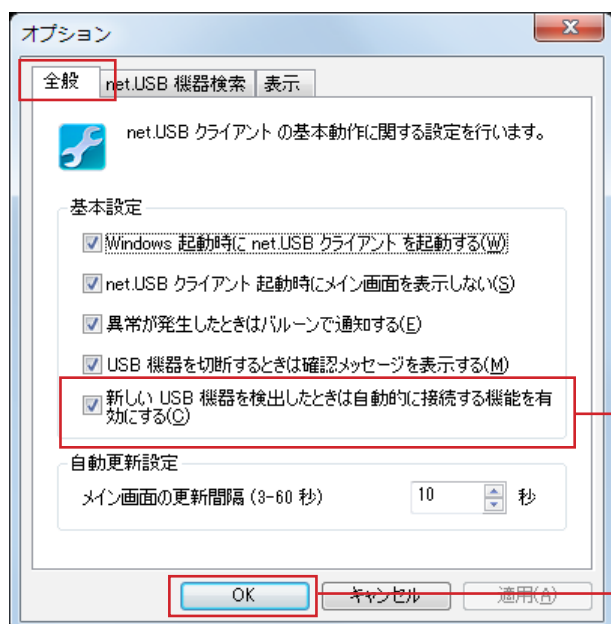 オプション
全般 net.USB 機器検索 表示
net.USB クライアント の基本動作に関する設定を行います。
基本設定
Windows 起動時に net.USB クライアント を起動する(W)
net.USB クライアント 起動時にメイン画面を表示しない(S)
異常が発生したときはバルーンで通知する(E)
USB 機器を切断するときは確認メッセージを表示する(M)
新しい USB 機器を検出したときは自動的に接続する機能を有
効にする(C)
自動更新設定
メイン画面の更新間隔 (3-60 秒) 10 秒
OK キャンセル 適用(A)